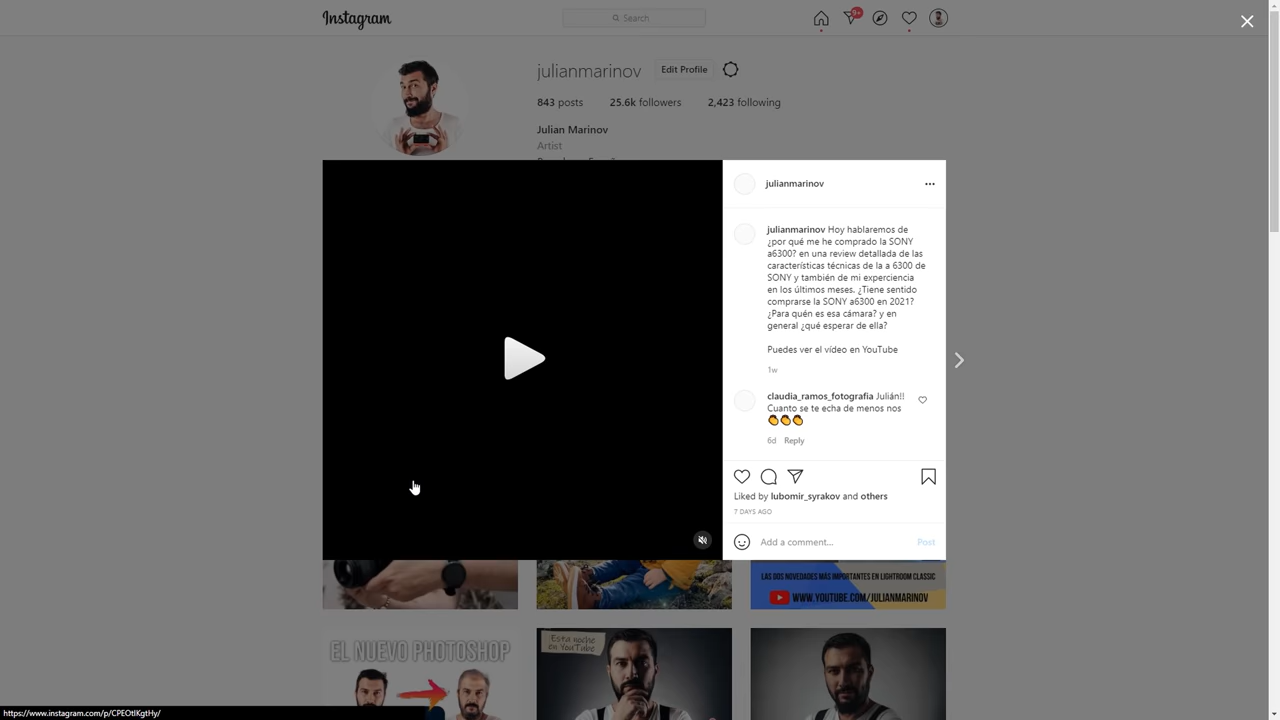 Instagram
Search
9+
julianmarinov
Edit Profile
843 posts 25.6k followers 2,423 following
Julian Marinov
Artist
julianmarinov
julianmarinov Hoy hablaremos de
¿por qué me he comprado la SONY
a6300? en una review detallada de las
características técnicas de la a 6300 de
SONY y también de mi experciencia
en los últimos meses. ¿Tiene sentido
comprarse la SONY a6300 en 2021?
¿Para quén es esa cámara? y en
general ¿qué esperar de ella?
Puedes ver el vídeo en YouTube
1w
claudia_ramos_fotografia Julián!!
Cuanto se te echa de menos nos
👏👏👏
6d Reply
Liked by lubomir_syrakov and others
7 DAYS AGO
Add a comment... Post
LAS DOS NOVEDADES MÁS IMPORTANTES EN LIGHTROOM CLASSIC
WWW.YOUTUBE.COM/JULIANMARINOV
EL NUEVO PHOTOSHOP
Esta noche
en YouTube
https://www.instagram.com/p/CPEOtIKgtHy/